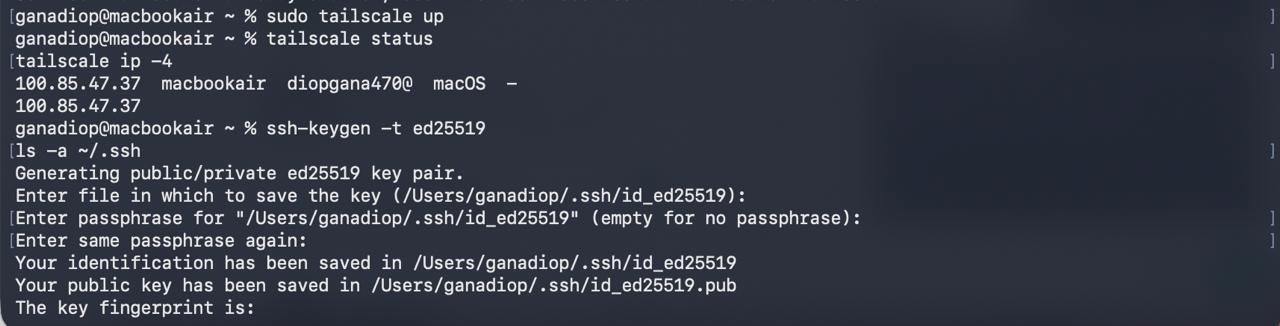 [ganadiop@macbookair ~ % sudo tailscale up ]
ganadiop@macbookair ~ % tailscale status
[tailscale ip -4 ]
100.85.47.37  macbookair  diopgana470@  macOS  -
100.85.47.37
ganadiop@macbookair ~ % ssh-keygen -t ed25519
[ls -a ~/.ssh ]
Generating public/private ed25519 key pair.
Enter file in which to save the key (/Users/ganadiop/.ssh/id_ed25519):
[Enter passphrase for "/Users/ganadiop/.ssh/id_ed25519" (empty for no passphrase): ]
[Enter same passphrase again: ]
Your identification has been saved in /Users/ganadiop/.ssh/id_ed25519
Your public key has been saved in /Users/ganadiop/.ssh/id_ed25519.pub
The key fingerprint is: